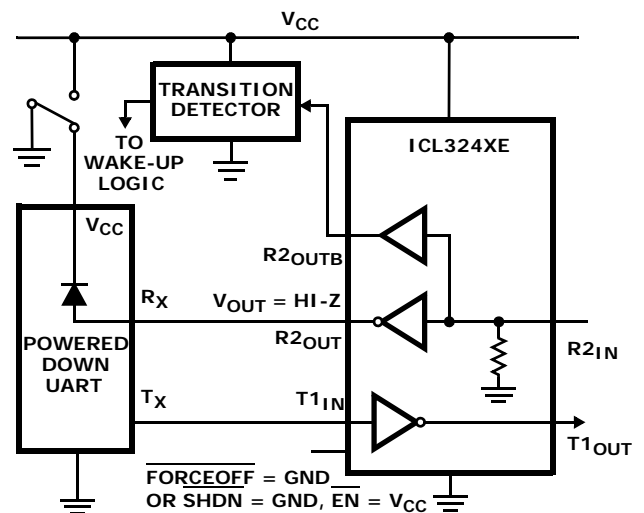 VCC
TRANSITION
DETECTOR
TO
WAKE-UP
LOGIC
ICL324XE
VCC
R2OUTB
RX
VOUT = HI-Z
POWERED
DOWN
UART
R2OUT
R2IN
TX
T1IN
T1OUT
FORCEOFF = GND
OR SHDN = GND, EN = VCC